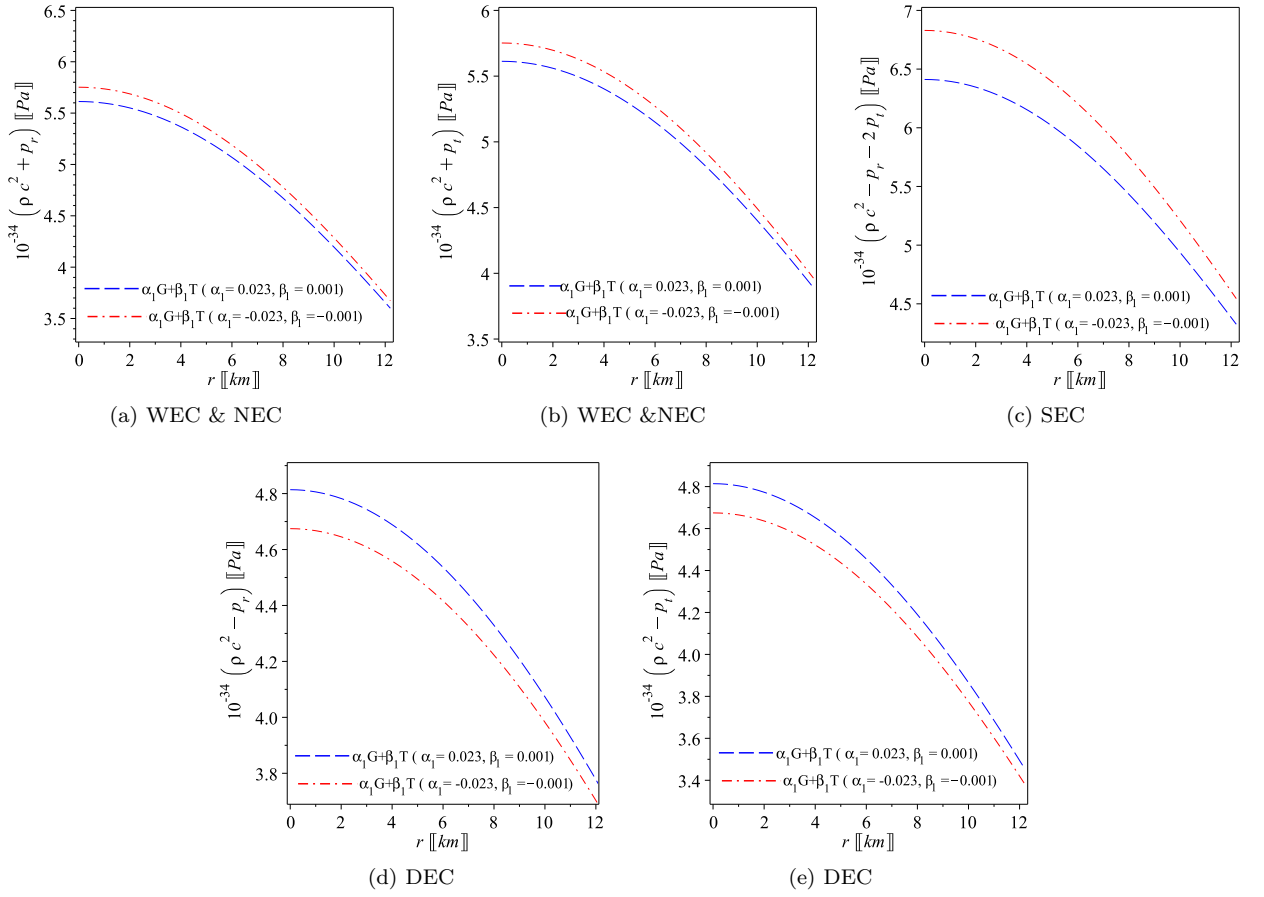 6.5
6
5.5
5
4.5
4
3.5
10⁻³⁴ (ρ c² + p_r) ⟦Pa⟧
α₁G+β₁T ( α₁= 0.023, β₁= 0.001)
α₁G+β₁T ( α₁= -0.023, β₁=−0.001)
0 2 4 6 8 10 12
r ⟦km⟧
(a) WEC & NEC
6
5.5
5
4.5
4
3.5
10⁻³⁴ (ρ c² + p_t) ⟦Pa⟧
α₁G+β₁T ( α₁= 0.023, β₁= 0.001)
α₁G+β₁T ( α₁= -0.023, β₁=−0.001)
0 2 4 6 8 10 12
r ⟦km⟧
(b) WEC &NEC
7
6.5
6
5.5
5
4.5
10⁻³⁴ (ρ c² − p_r − 2 p_t) ⟦Pa⟧
α₁G+β₁T ( α₁= 0.023, β₁= 0.001)
α₁G+β₁T ( α₁= -0.023, β₁=−0.001)
0 2 4 6 8 10 12
r ⟦km⟧
(c) SEC
4.8
4.6
4.4
4.2
4.0
3.8
10⁻³⁴ (ρ c² − p_r) ⟦Pa⟧
α₁G+β₁T ( α₁= 0.023, β₁= 0.001)
α₁G+β₁T ( α₁= -0.023, β₁=−0.001)
0 2 4 6 8 10 12
r ⟦km⟧
(d) DEC
4.8
4.6
4.4
4.2
4.0
3.8
3.6
3.4
10⁻³⁴ (ρ c² − p_t) ⟦Pa⟧
α₁G+β₁T ( α₁= 0.023, β₁= 0.001)
α₁G+β₁T ( α₁= -0.023, β₁=−0.001)
0 2 4 6 8 10 12
r ⟦km⟧
(e) DEC